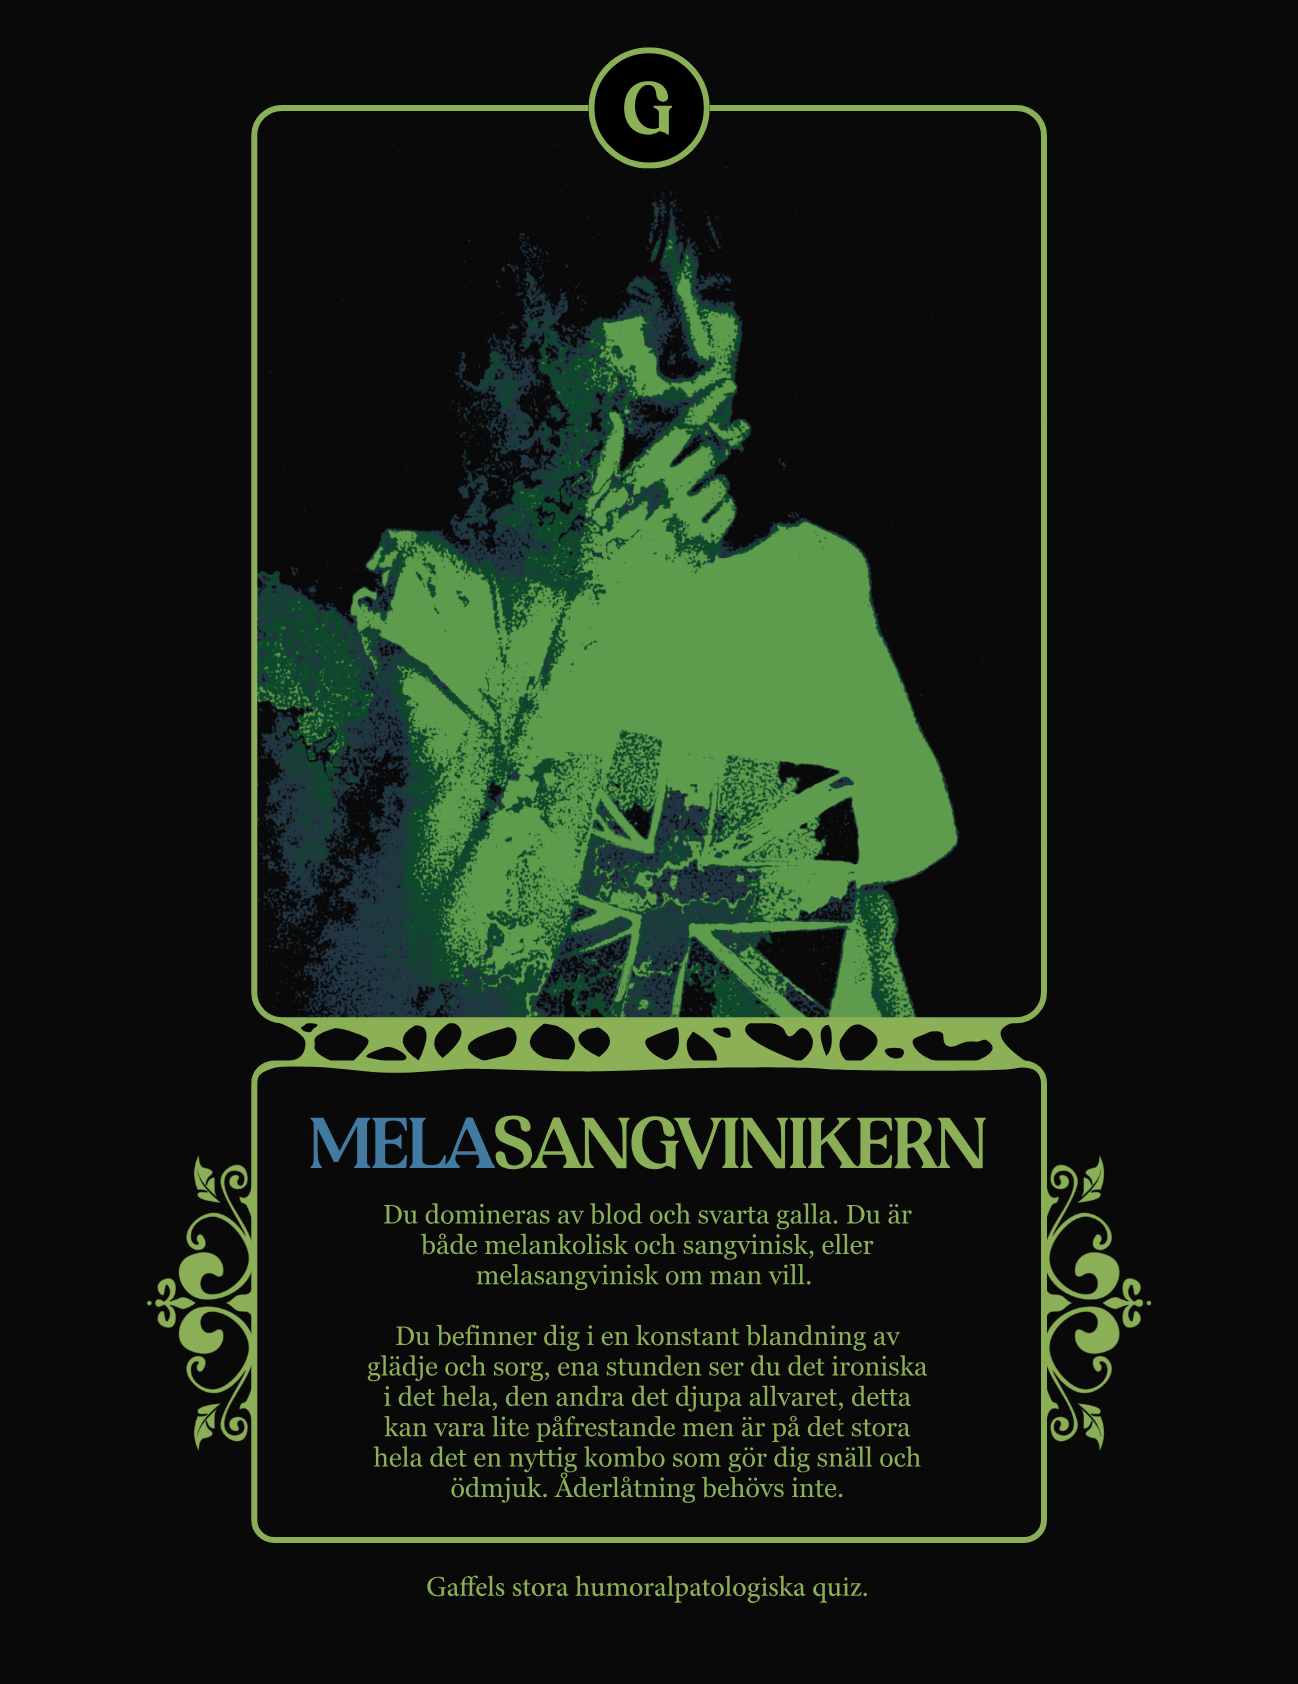 G
MELASANGVINIKERN
Du domineras av blod och svarta galla. Du är
både melankolisk och sangvinisk, eller
melasangvinisk om man vill.
Du befinner dig i en konstant blandning av
glädje och sorg, ena stunden ser du det ironiska
i det hela, den andra det djupa allvaret, detta
kan vara lite påfrestande men är på det stora
hela det en nyttig kombo som gör dig snäll och
ödmjuk. Åderlåtning behövs inte.
Gaffels stora humoralpatologiska quiz.